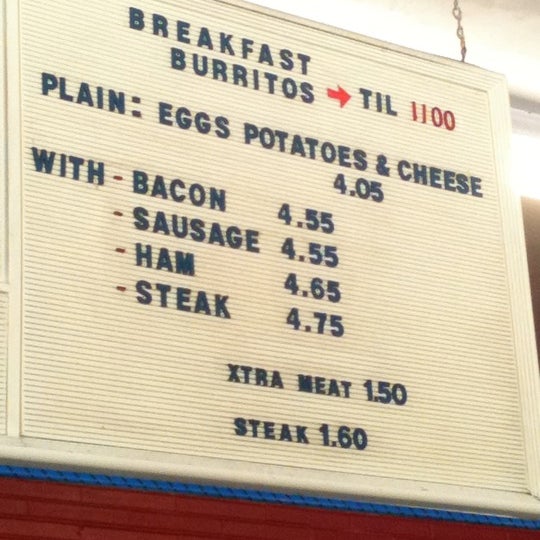 BREAKFAST
BURRITOS → TIL 1100
PLAIN: EGGS POTATOES & CHEESE
4.05
WITH - BACON 4.55
- SAUSAGE 4.55
- HAM 4.65
- STEAK 4.75
XTRA MEAT 1.50
STEAK 1.60